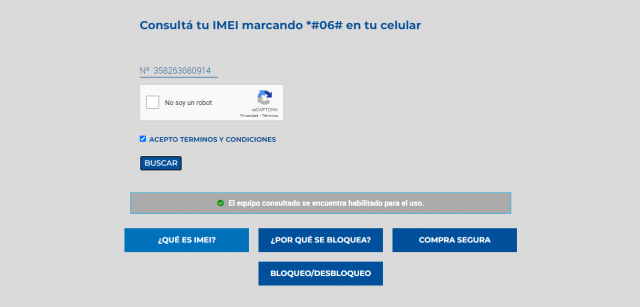 Consultá tu IMEI marcando *#06# en tu celular
Nº 358263680914
No soy un robot
reCAPTCHA
Privacidad - Términos
ACEPTO TERMINOS Y CONDICIONES
BUSCAR
El equipo consultado se encuentra habilitado para el uso.
¿QUÉ ES IMEI?
¿POR QUÉ SE BLOQUEA?
COMPRA SEGURA
BLOQUEO/DESBLOQUEO